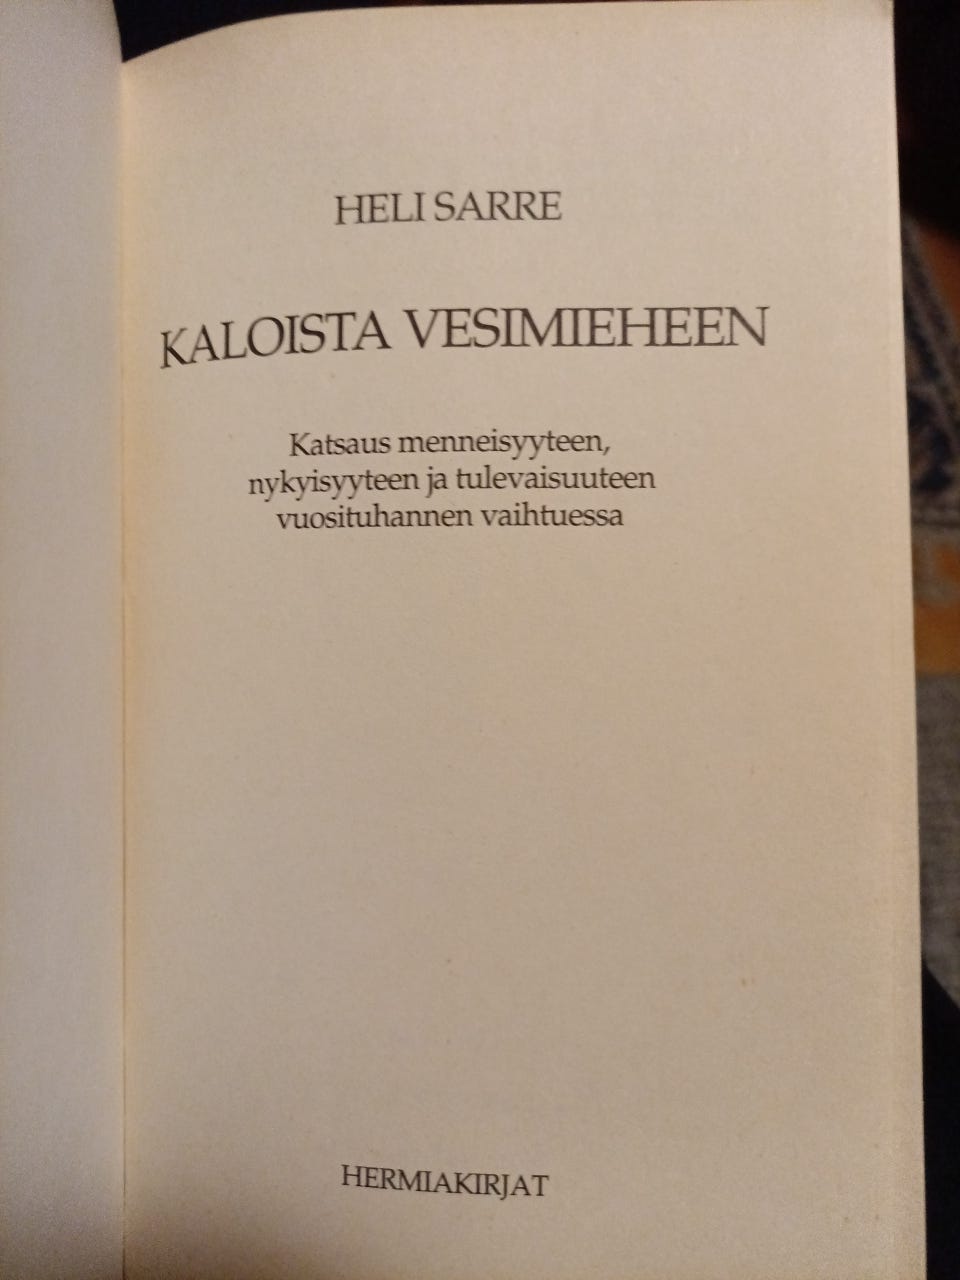 HELI SARRE
KALOISTA VESIMIEHEEN
Katsaus menneisyyteen,
nykyisyyteen ja tulevaisuuteen
vuosituhannen vaihtuessa
HERMIAKIRJAT